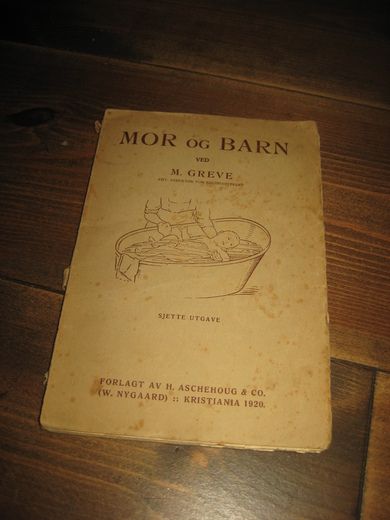 MOR OG BARN
VED
M. GREVE
SJETTE UTGAVE
FORLAGT AV H. ASCHEHOUG & CO.
(W. NYGAARD) :: KRISTIANIA 1920.